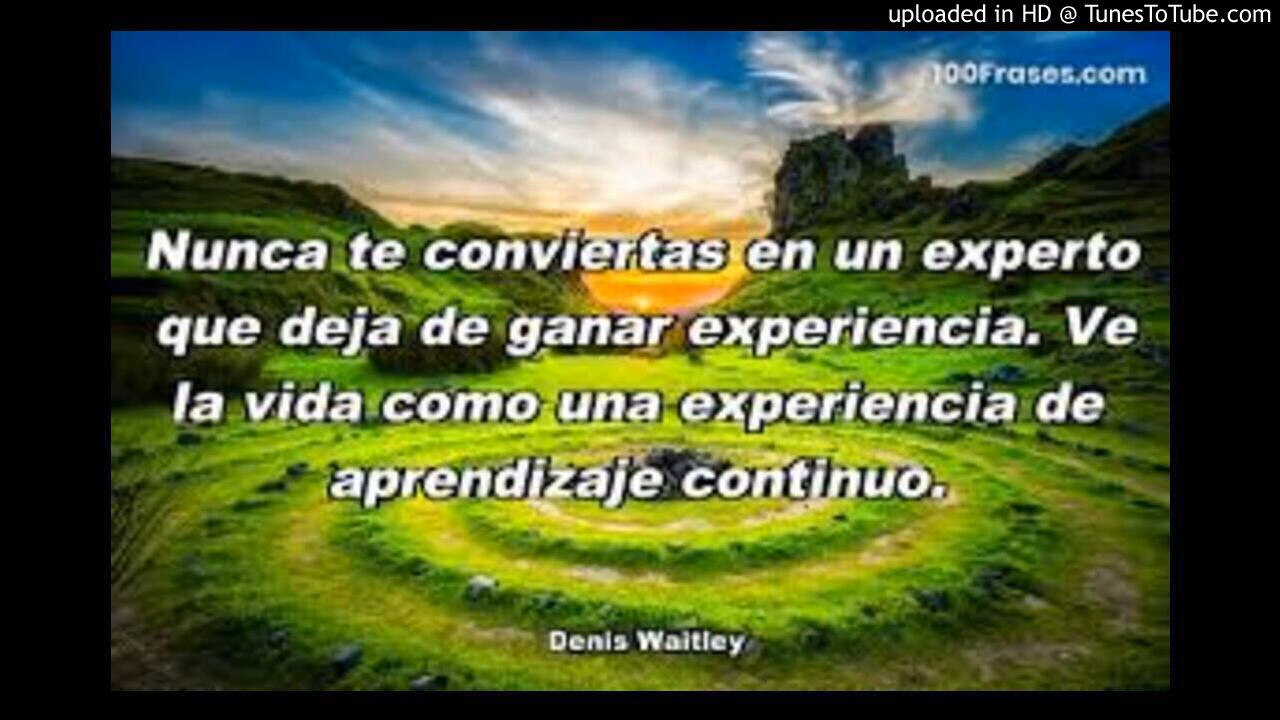 uploaded in HD @ TunesToTube.com
100Frases.com
Nunca te conviertas en un experto
que deja de ganar experiencia. Ve
la vida como una experiencia de
aprendizaje continuo.
Denis Waitley